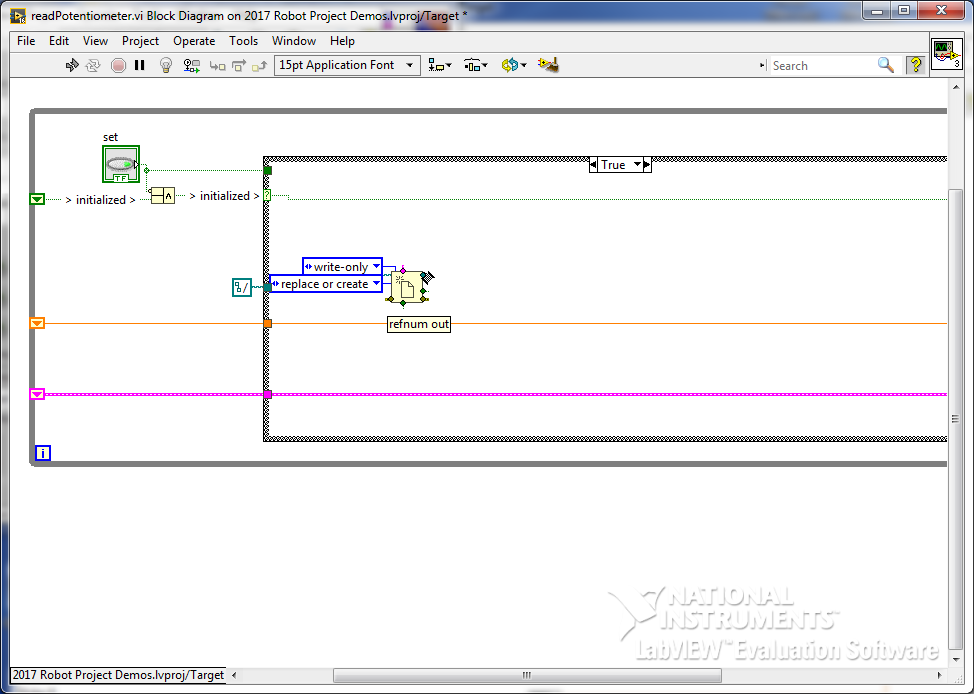 readPotentiometer.vi Block Diagram on 2017 Robot Project Demos.lvproj/Target *
File Edit View Project Operate Tools Window Help
15pt Application Font
Search
?
3
set
TF
True
> initialized >
> initialized >
?
write-only
replace or create
refnum out
i
NATIONAL
INSTRUMENTS™
LabVIEW™ Evaluation Software
2017 Robot Project Demos.lvproj/Target